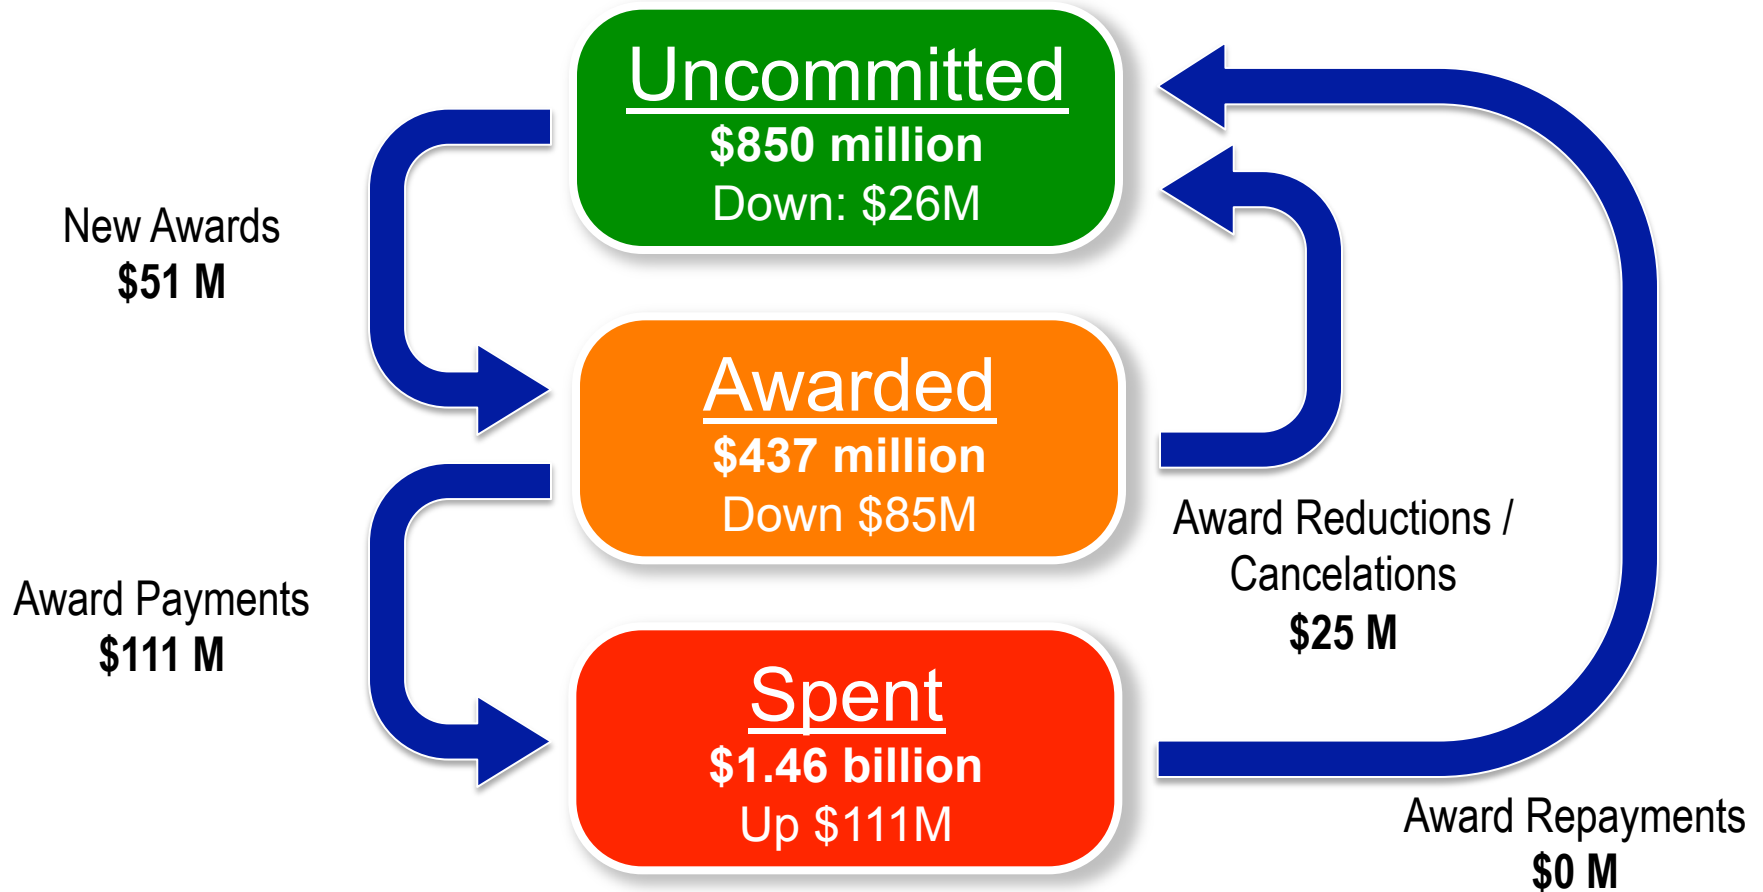 Uncommitted
$850 million
Down: $26M
New Awards
$51 M
Awarded
$437 million
Down $85M
Award Reductions /
Cancelations
$25 M
Award Payments
$111 M
Spent
$1.46 billion
Up $111M
Award Repayments
$0 M